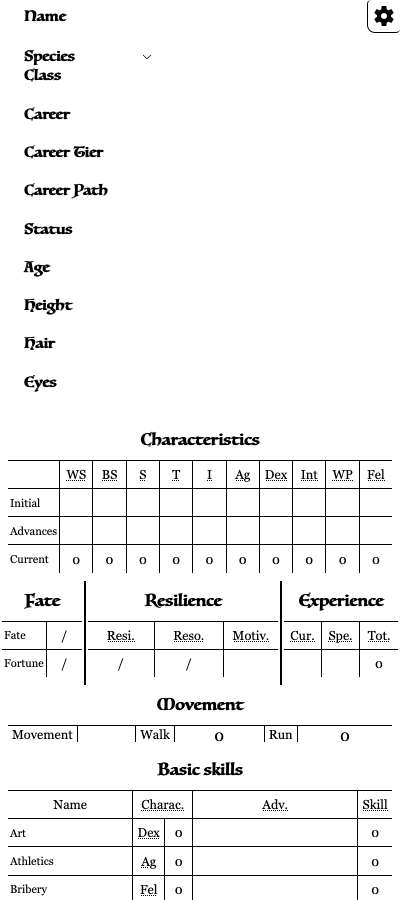 Name
Species
Class
Career
Career Tier
Career Path
Status
Age
Height
Hair
Eyes
Characteristics
WS BS S T I Ag Dex Int WP Fel
Initial
Advances
Current 0 0 0 0 0 0 0 0 0 0
Fate Resilience Experience
Fate / Resi. Reso. Motiv. Cur. Spe. Tot.
Fortune / / / 0
Movement
Movement Walk 0 Run 0
Basic skills
Name Charac. Adv. Skill
Art Dex 0 0
Athletics Ag 0 0
Bribery Fel 0 0